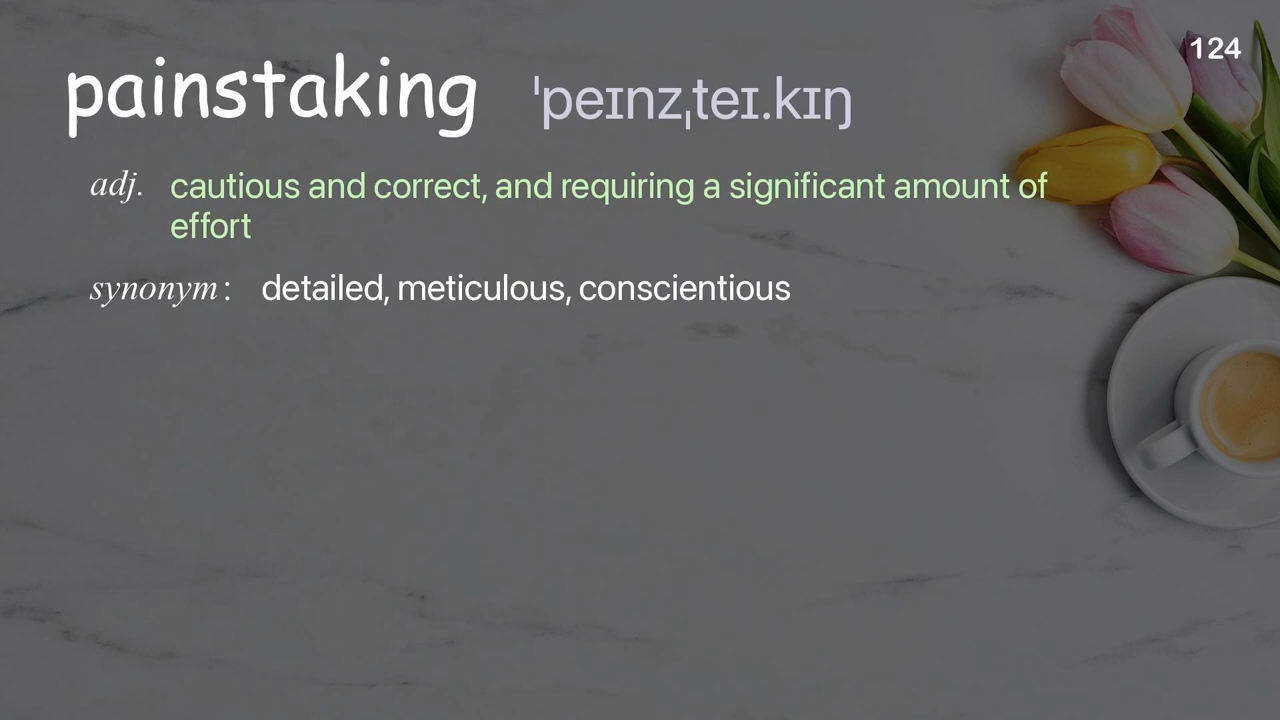 124
painstaking ˈpeɪnzˌteɪ.kɪŋ
adj. cautious and correct, and requiring a significant amount of
effort
synonym: detailed, meticulous, conscientious